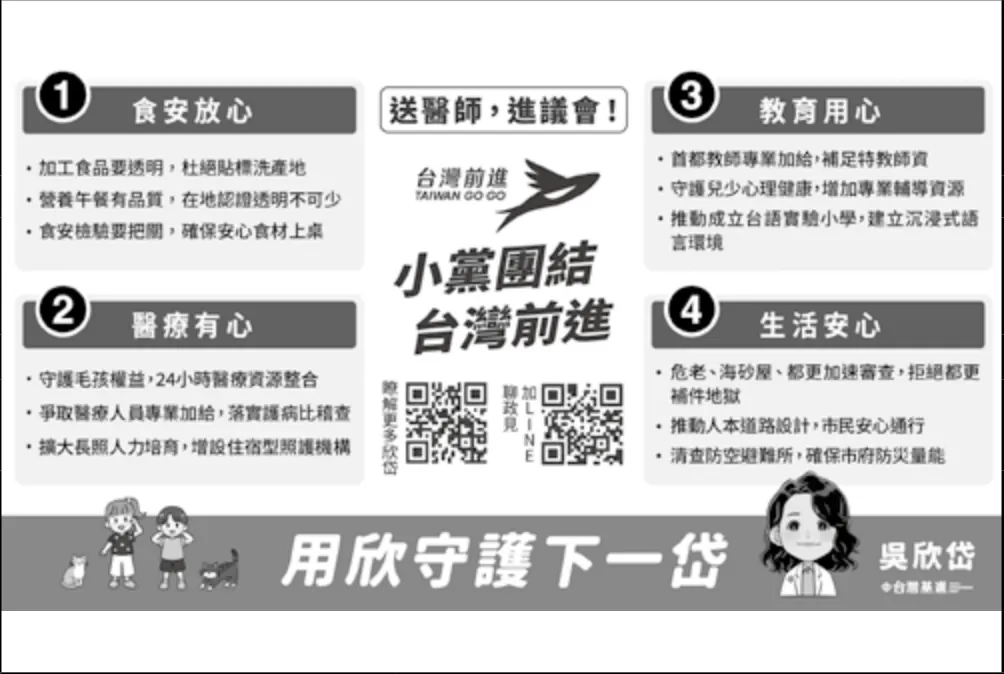 1
食安放心
・加工食品要透明，杜絕貼標洗產地
・營養午餐有品質，在地認證透明不可少
・食安檢驗要把關，確保安心食材上桌
2
醫療有心
・守護毛孩權益，24小時醫療資源整合
・爭取醫療人員專業加給，落實護病比稽查
・擴大長照人力培育，增設住宿型照護機構
送醫師，進議會！
台灣前進
TAIWAN GO GO
小黨團結
台灣前進
瞭解更多欣岱
加LINE
聊政見
3
教育用心
・首都教師專業加給，補足特教師資
・守護兒少心理健康，增加專業輔導資源
・推動成立台語實驗小學，建立沉浸式語
言環境
4
生活安心
・危老、海砂屋、都更加速審查，拒絕都更
補件地獄
・推動人本道路設計，市民安心通行
・清查防空避難所，確保市府防災量能
用欣守護下一岱
吳欣岱
台灣基進